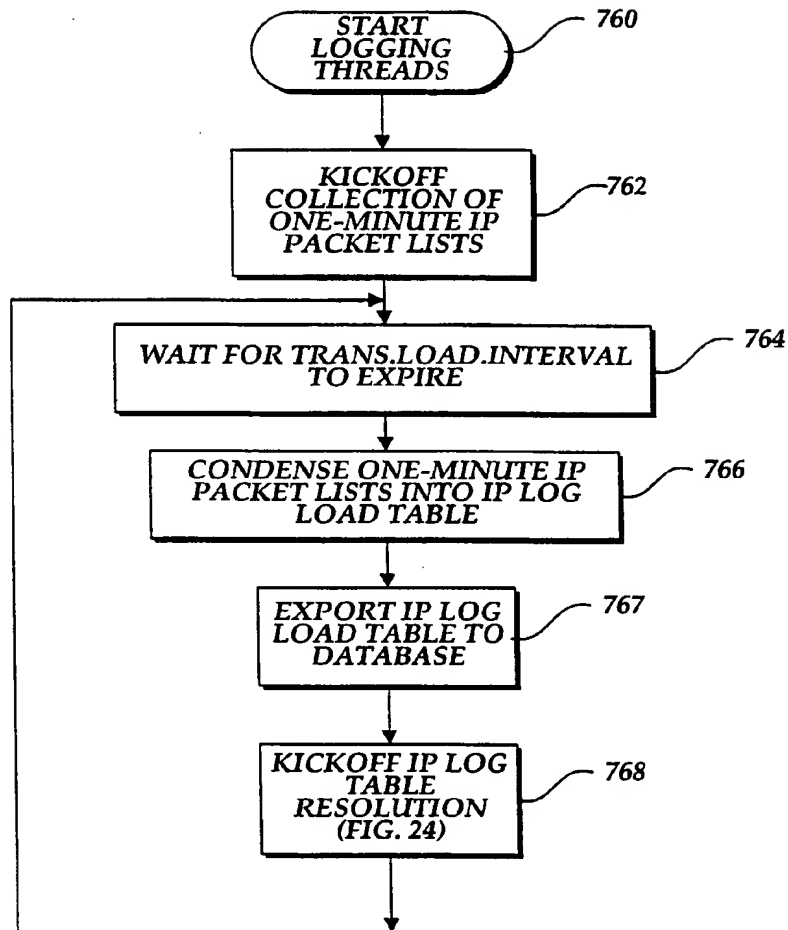 START
LOGGING
THREADS
760
KICKOFF
COLLECTION OF
ONE-MINUTE IP
PACKET LISTS
762
WAIT FOR TRANS.LOAD.INTERVAL
TO EXPIRE
764
CONDENSE ONE-MINUTE IP
PACKET LISTS INTO IP LOG
LOAD TABLE
766
EXPORT IP LOG
LOAD TABLE TO
DATABASE
767
KICKOFF IP LOG
TABLE
RESOLUTION
(FIG. 24)
768